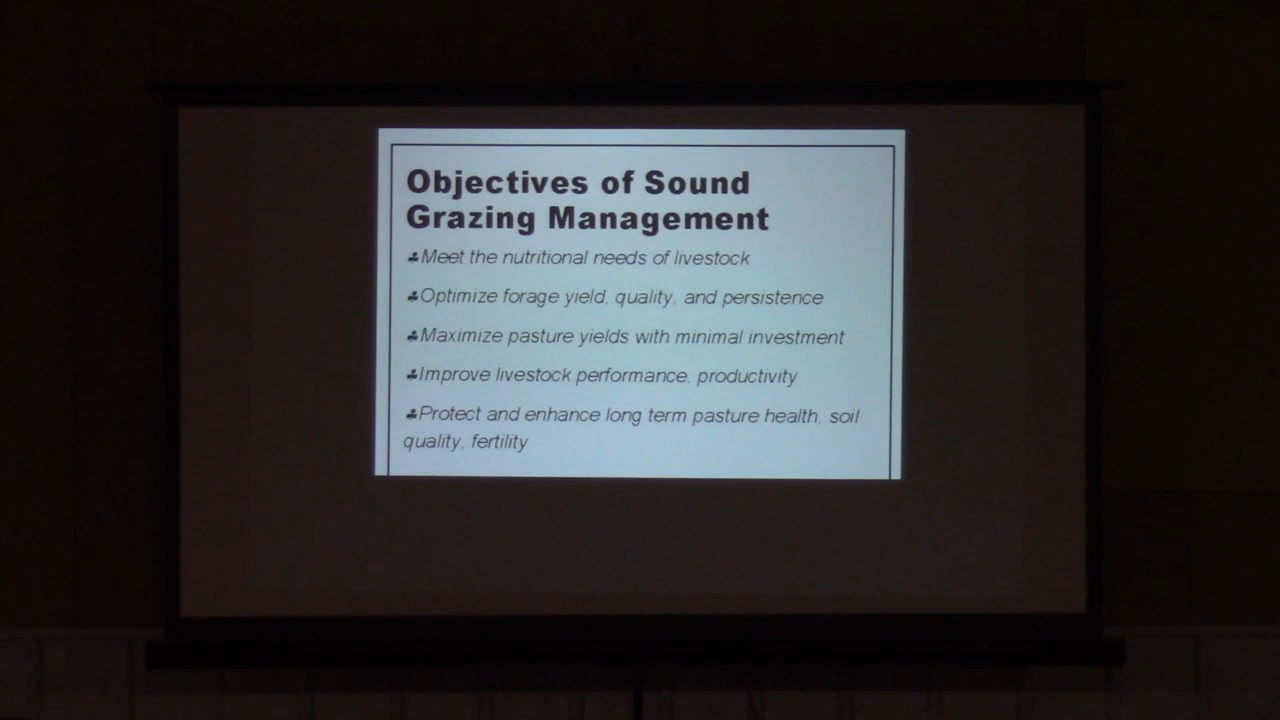 Objectives of Sound
Grazing Management
Meet the nutritional needs of livestock
Optimize forage yield, quality, and persistence
Maximize pasture yields with minimal investment
Improve livestock performance, productivity
Protect and enhance long term pasture health, soil
quality, fertility